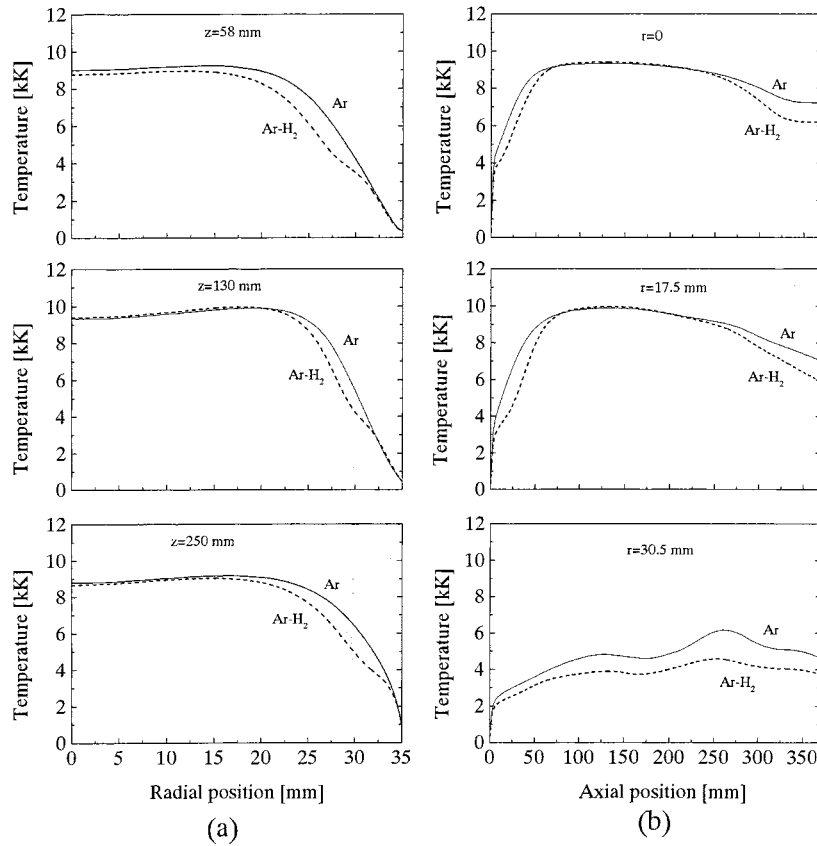 z=58 mm
Ar
Ar-H₂
Temperature [kK]
12
10
8
6
4
2
0
r=0
Ar
Ar-H₂
Temperature [kK]
12
10
8
6
4
2
0
z=130 mm
Ar
Ar-H₂
Temperature [kK]
12
10
8
6
4
2
0
r=17.5 mm
Ar
Ar-H₂
Temperature [kK]
12
10
8
6
4
2
0
z=250 mm
Ar
Ar-H₂
Temperature [kK]
12
10
8
6
4
2
0
0 5 10 15 20 25 30 35
Radial position [mm]
(a)
r=30.5 mm
Ar
Ar-H₂
Temperature [kK]
12
10
8
6
4
2
0
0 50 100 150 200 250 300 350
Axial position [mm]
(b)